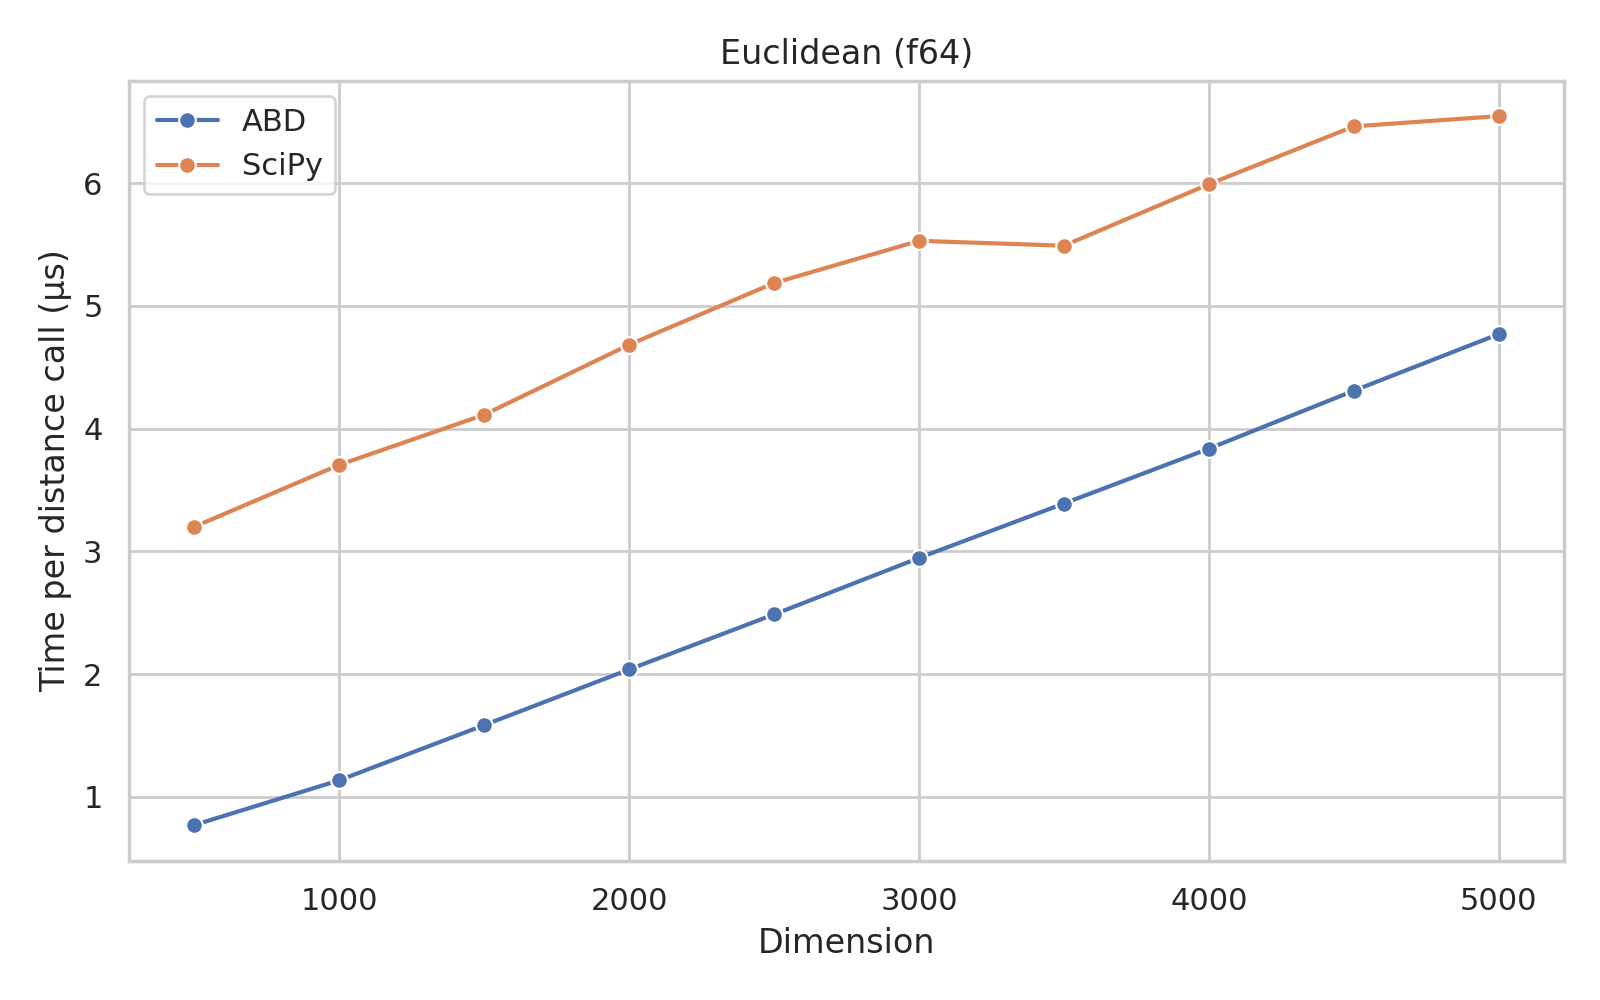 Euclidean (f64)
ABD
SciPy
Time per distance call (µs)
6
5
4
3
2
1
1000 2000 3000 4000 5000
Dimension